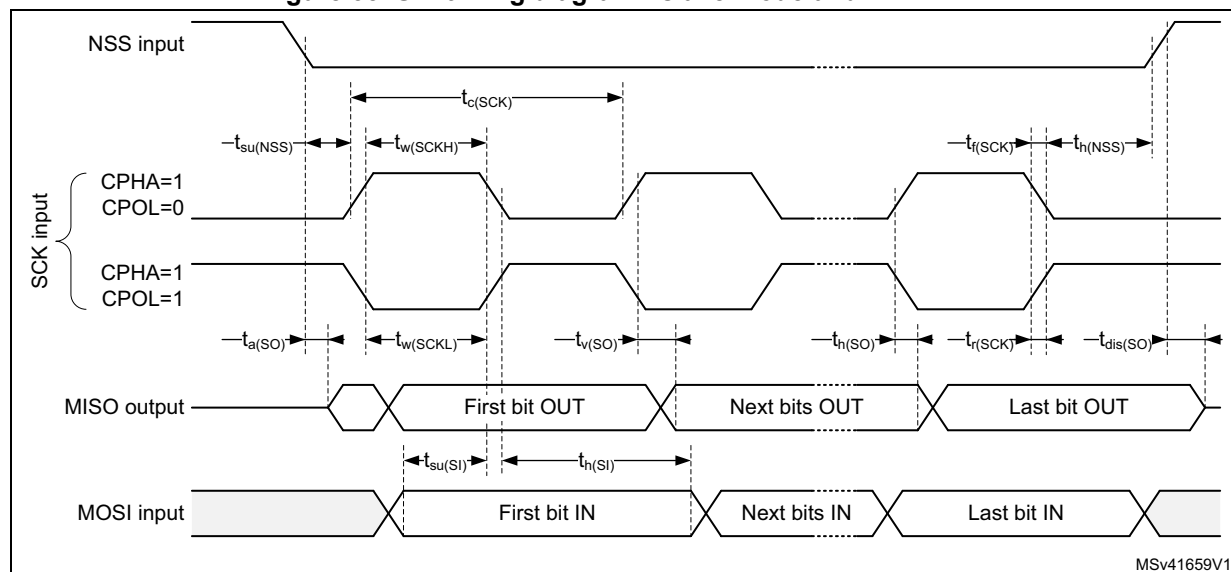 NSS input
tc(SCK)
tsu(NSS)
tw(SCKH)
tf(SCK)
th(NSS)
SCK input
CPHA=1
CPOL=0
CPHA=1
CPOL=1
ta(SO)
tw(SCKL)
tv(SO)
th(SO)
tr(SCK)
tdis(SO)
MISO output
First bit OUT
Next bits OUT
Last bit OUT
tsu(SI)
th(SI)
MOSI input
First bit IN
Next bits IN
Last bit IN
MSv41659V1